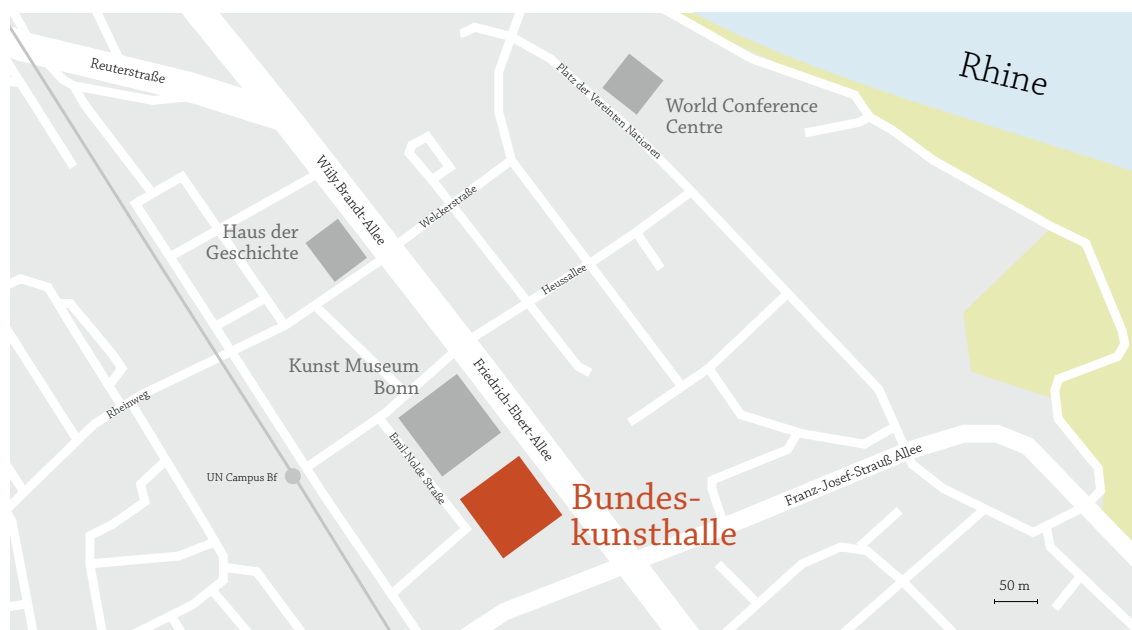 Reuterstraße
Rhine
Platz der Vereinten Nationen
World Conference
Centre
Wiily.Brandt-Allee
Welckerstraße
Haus der
Geschichte
Heussallee
Kunst Museum
Bonn
Friedrich-Ebert-Allee
Rheinweg
Emil-Nolde Straße
UN Campus Bf
Franz-Josef-Strauß Allee
Bundes-
kunsthalle
50 m